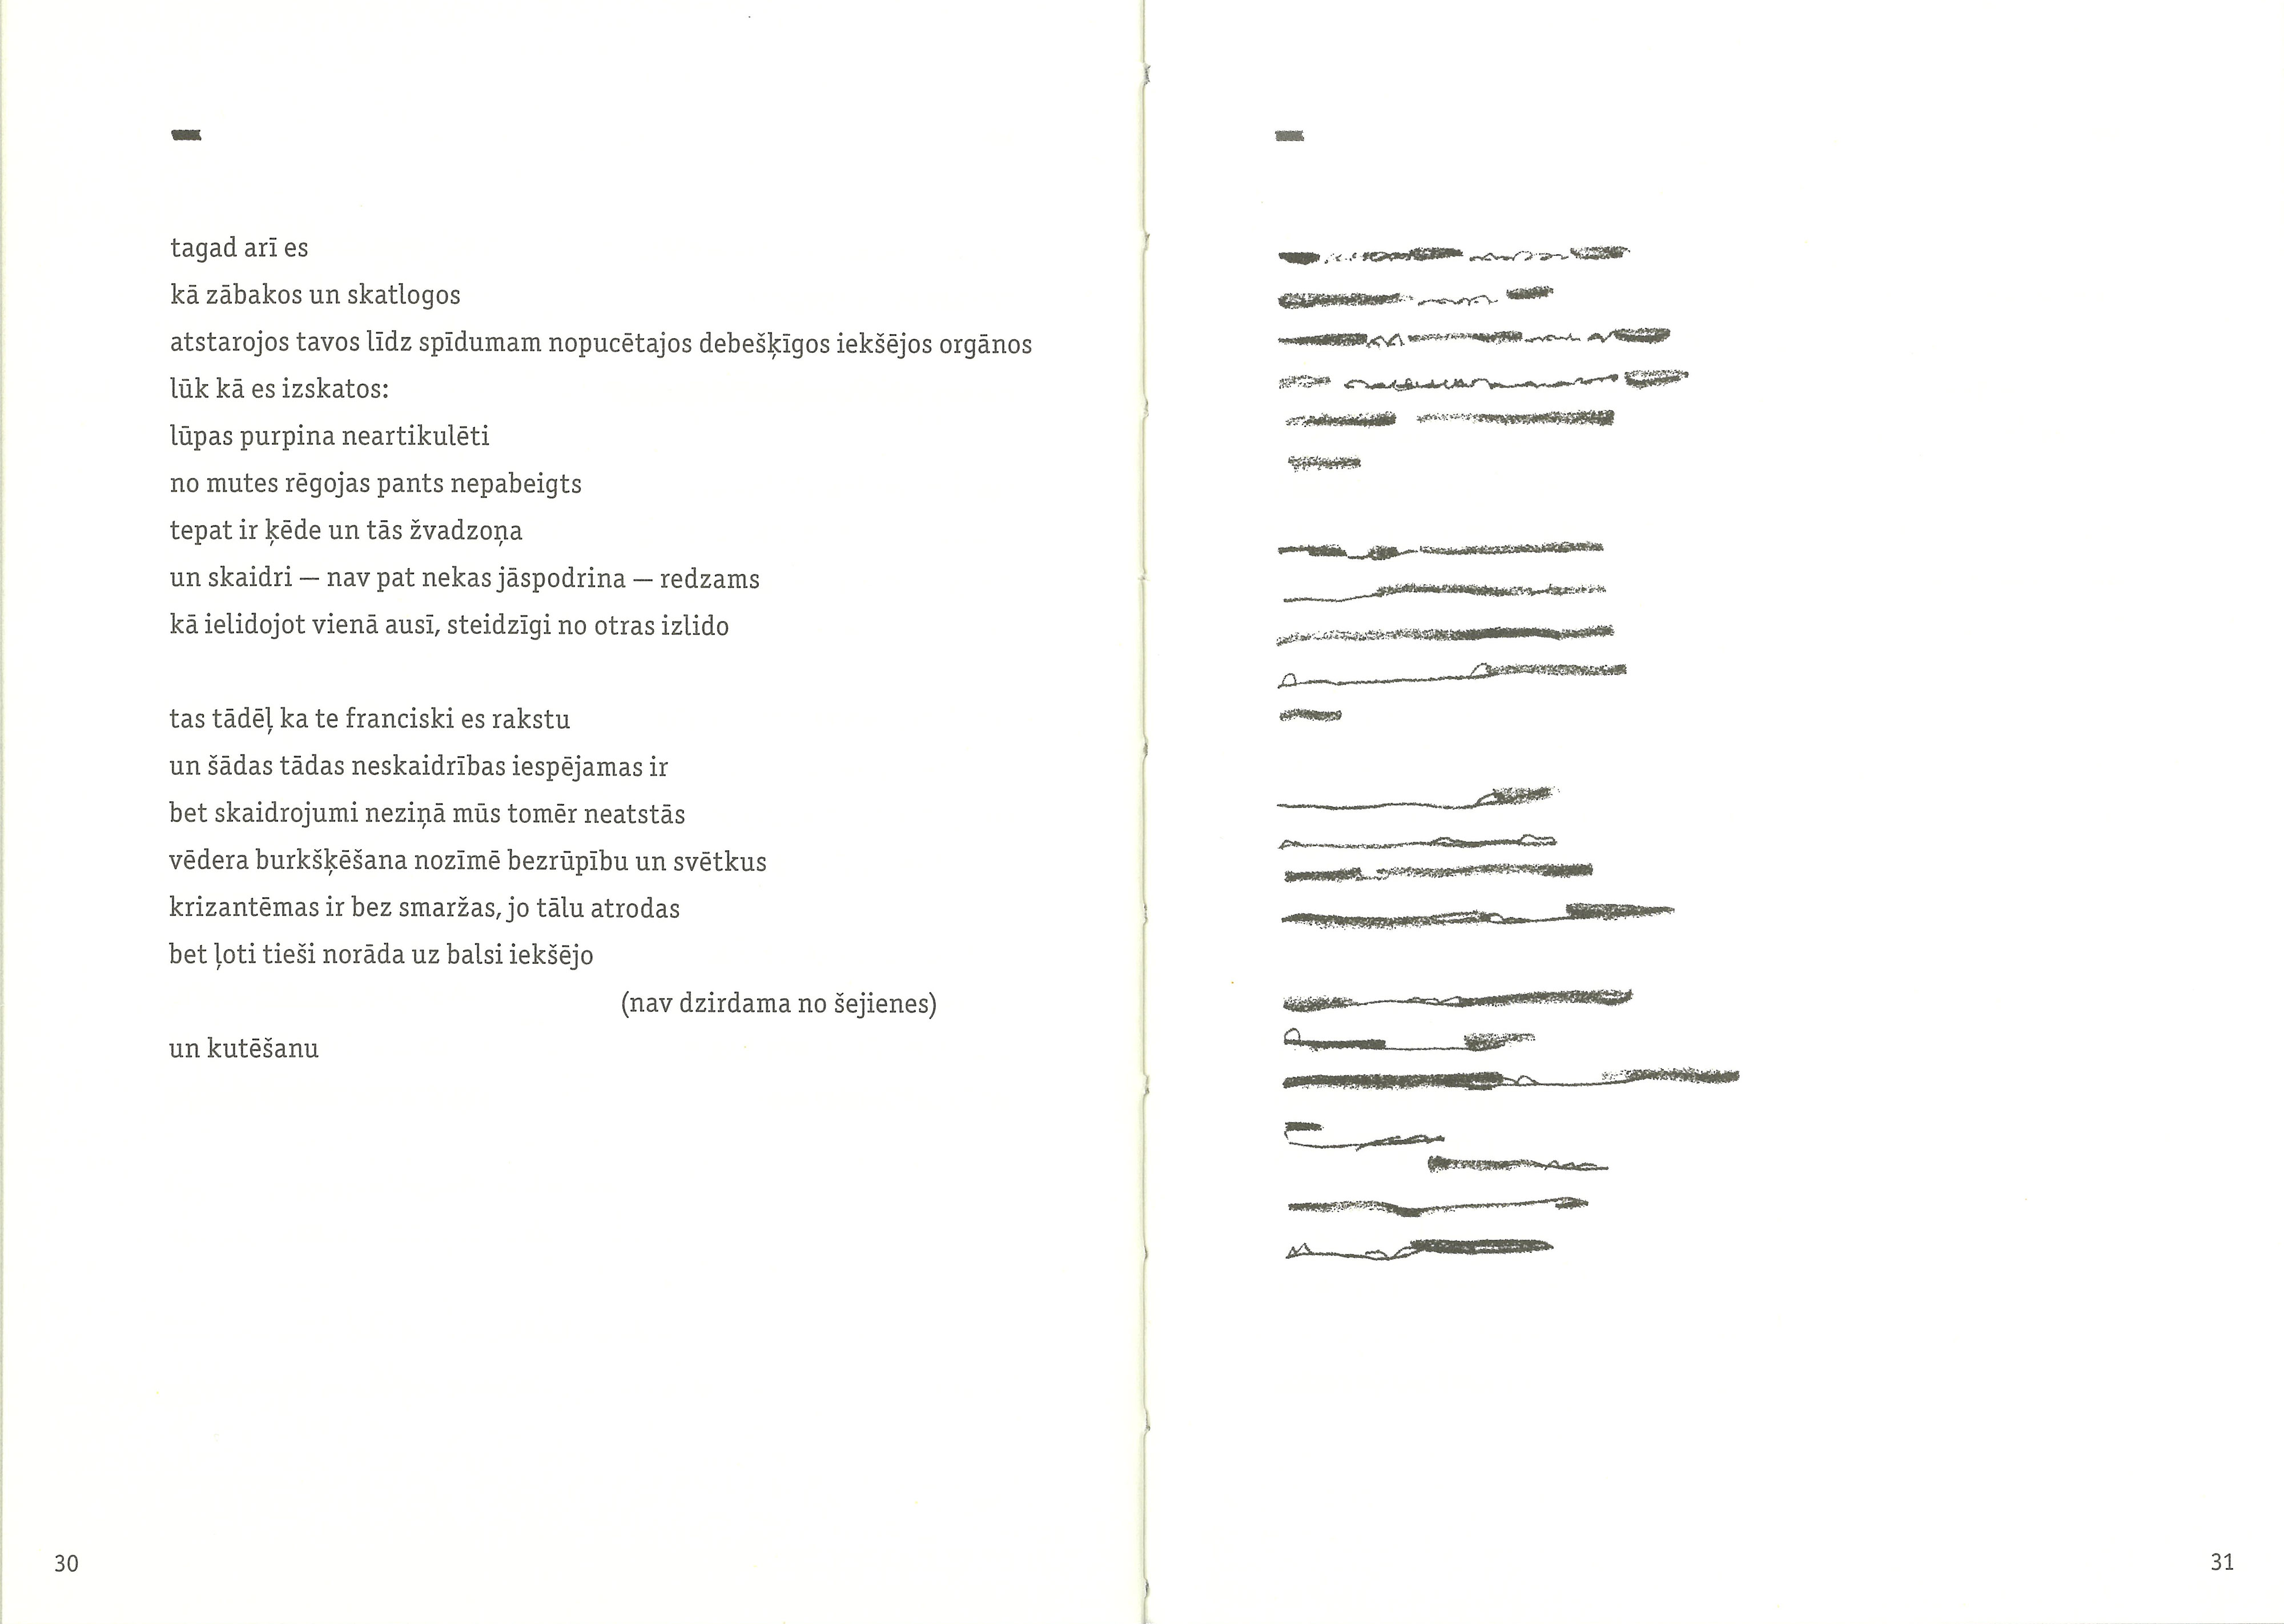 tagad arī es
kā zābakos un skatlogos
atstarojos tavos līdz spīdumam nopucētajos debešķīgos iekšējos orgānos
lūk kā es izskatos:
lūpas purpina neartikulēti
no mutes rēgojas pants nepabeigts
tepat ir ķēde un tās žvadzoņa
un skaidri — nav pat nekas jāspodrina — redzams
kā ielidojot vienā ausī, steidzīgi no otras izlido
tas tādēļ ka te franciski es rakstu
un šādas tādas neskaidrības iespējamas ir
bet skaidrojumi neziņā mūs tomēr neatstās
vēdera burkšķēšana nozīmē bezrūpību un svētkus
krizantēmas ir bez smaržas, jo tālu atrodas
bet ļoti tieši norāda uz balsi iekšējo
(nav dzirdama no šejienes)
un kutēšanu
30
31